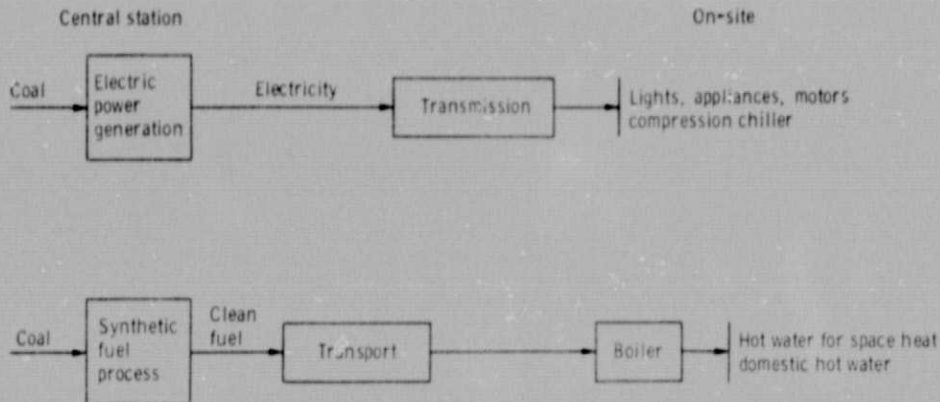 Central station
On-site
Coal
Electric
power
generation
Electricity
Transmission
Lights, appliances, motors
compression chiller
Coal
Synthetic
fuel
process
Clean
fuel
Transport
Boiler
Hot water for space heat
domestic hot water